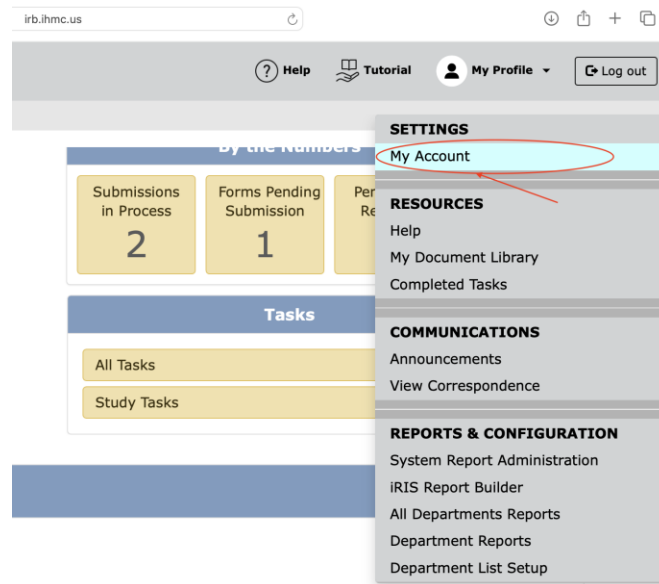 irb.ihmc.us
? Help
Tutorial
My Profile
Log out
By the Numbers
Submissions in Process
2
Forms Pending Submission
1
SETTINGS
My Account
RESOURCES
Help
My Document Library
Completed Tasks
COMMUNICATIONS
Announcements
View Correspondence
REPORTS & CONFIGURATION
System Report Administration
iRIS Report Builder
All Departments Reports
Department Reports
Department List Setup
Tasks
All Tasks
Study Tasks